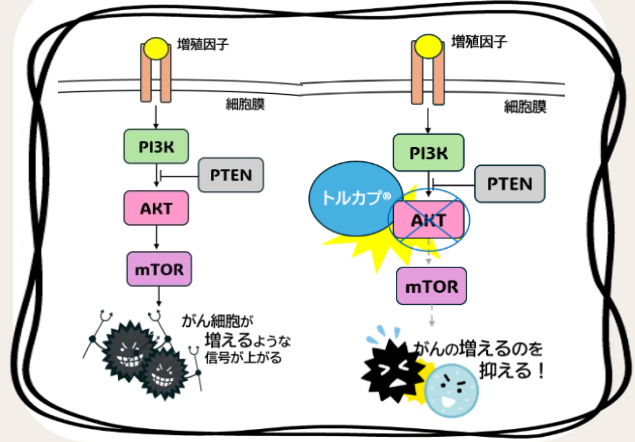 増殖因子
細胞膜
PI3K
PTEN
AKT
mTOR
がん細胞が
増えるような
信号が上がる
増殖因子
細胞膜
PI3K
PTEN
トルカプ®
AKT
mTOR
がんの増えるのを
抑える！